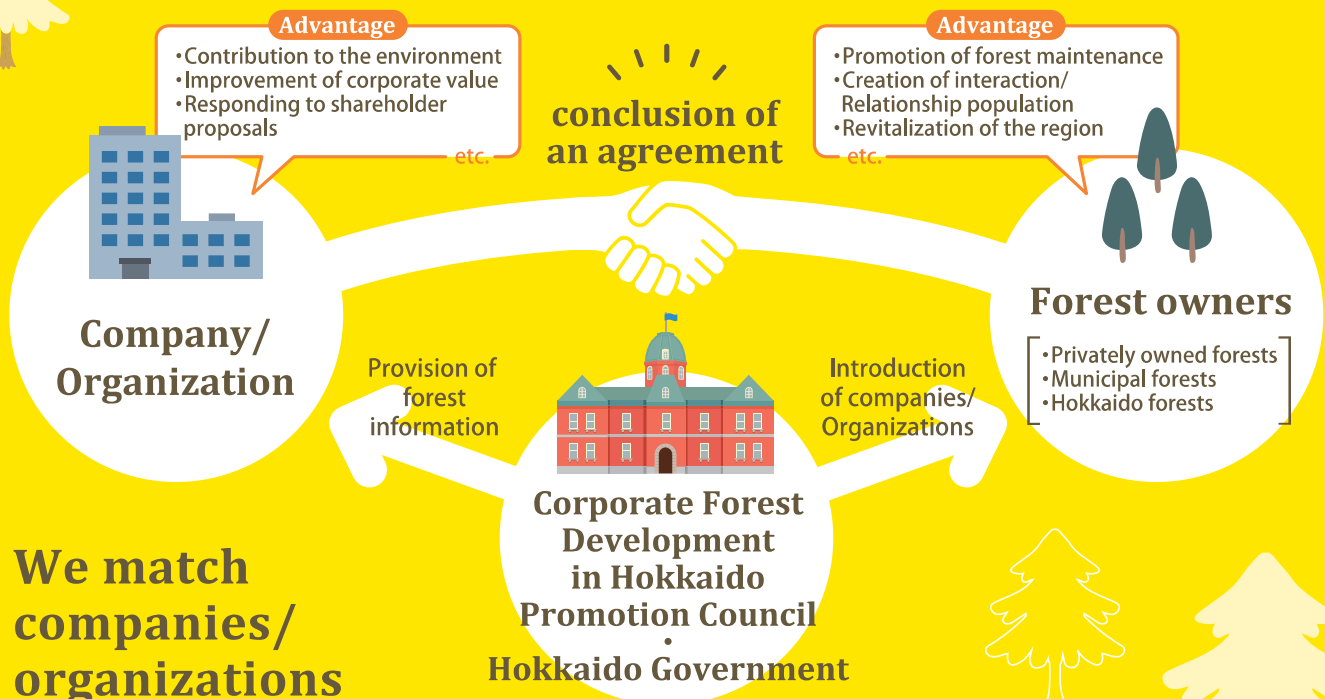 Advantage
・Contribution to the environment
・Improvement of corporate value
・Responding to shareholder
proposals
etc.
conclusion of
an agreement
Advantage
・Promotion of forest maintenance
・Creation of interaction/
Relationship population
・Revitalization of the region
etc.
Company/
Organization
Forest owners
・Privately owned forests
・Municipal forests
・Hokkaido forests
Provision of
forest
information
Introduction
of companies/
Organizations
Corporate Forest
Development
in Hokkaido
Promotion Council
・
Hokkaido Government
We match
companies/
organizations